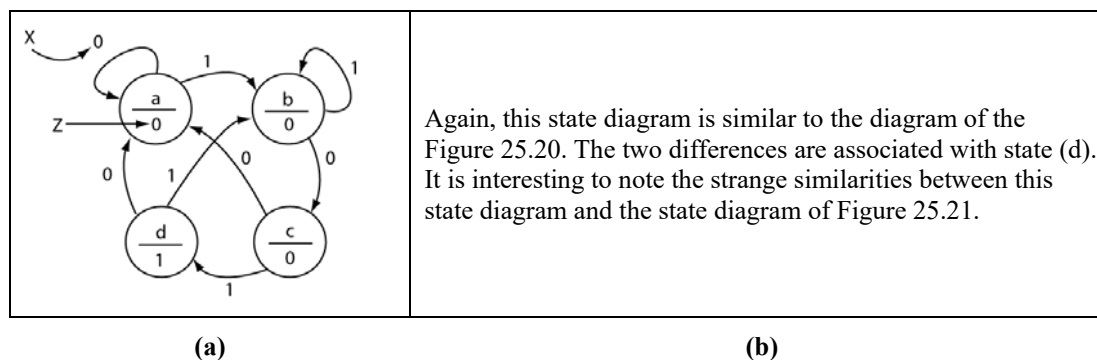 X
0
1
1
a
0
b
0
Z
0
0
1
0
d
1
c
0
1
Again, this state diagram is similar to the diagram of the
Figure 25.20. The two differences are associated with state (d).
It is interesting to note the strange similarities between this
state diagram and the state diagram of Figure 25.21.
(a)
(b)